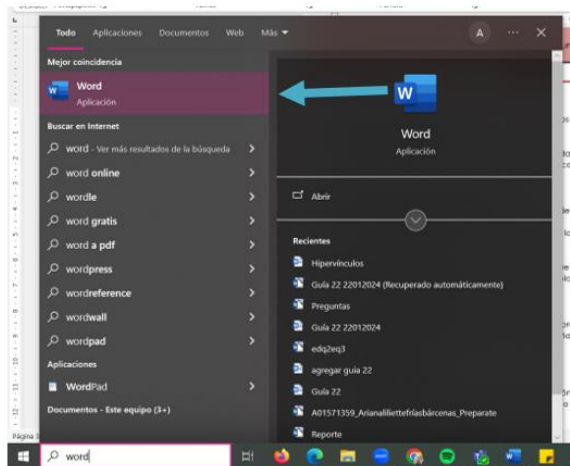 Todo Aplicaciones Documentos Web Más A ...
Mejor coincidencia
Word
Aplicación
Buscar en Internet
word - Ver más resultados de la búsqueda
word online
wordle
word gratis
word a pdf
wordpress
wordreference
wordwall
wordpad
Aplicaciones
WordPad
Documentos - Este equipo (3+)
W
Word
Aplicación
Abrir
Recientes
Hipervínculos
Guía 22 22012024 (Recuperado automáticamente)
Preguntas
Guía 22 22012024
edq2eq3
agregar guia 22
Guía 22
A01571359_Arianaliliettefríasbárcenas_Preparate
Reporte
Página 3
word